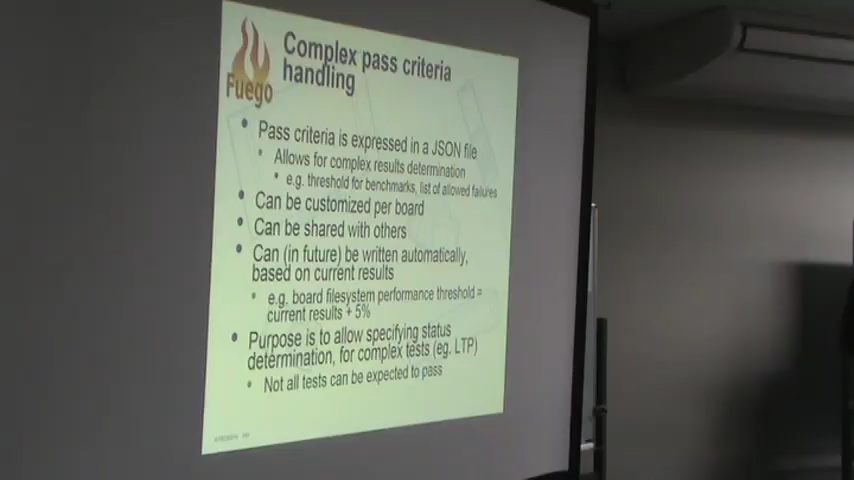 Fuego
Complex pass criteria
handling
• Pass criteria is expressed in a JSON file
• Allows for complex results determination
• e.g. threshold for benchmarks, list of allowed failures
• Can be customized per board
• Can be shared with others
• Can (in future) be written automatically,
based on current results
• e.g. board filesystem performance threshold =
current results + 5%
• Purpose is to allow specifying status
determination, for complex tests (eg. LTP)
• Not all tests can be expected to pass